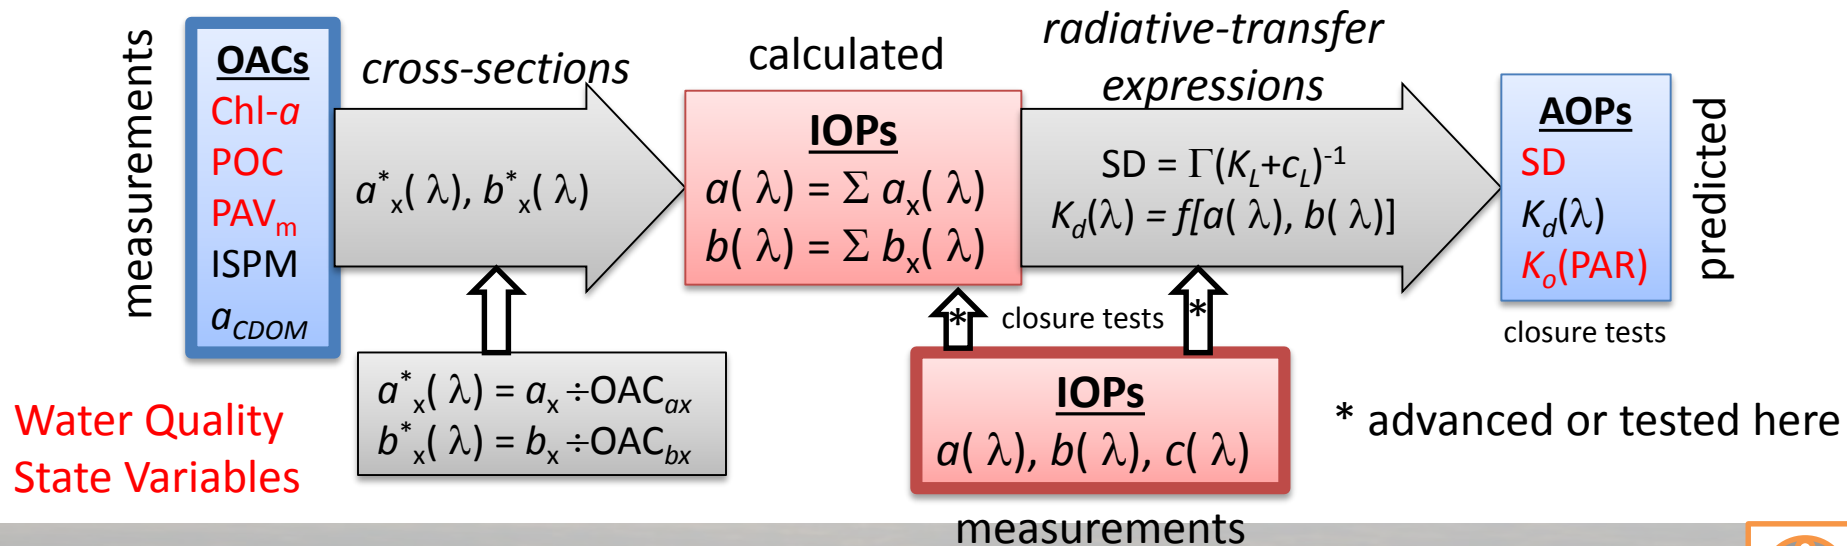 measurements
OACs
Chl-a
POC
PAVm
ISPM
aCDOM
cross-sections
a*x( λ), b*x( λ)
a*x( λ) = ax ÷OACax
b*x( λ) = bx ÷OACbx
calculated
IOPs
a( λ) = Σ ax( λ)
b( λ) = Σ bx( λ)
radiative-transfer
expressions
SD = Γ(KL+cL)-1
Kd(λ) = f[a( λ), b( λ)]
AOPs
SD
Kd(λ)
Ko(PAR)
predicted
closure tests
* closure tests *
IOPs
a( λ), b( λ), c( λ)
measurements
Water Quality
State Variables
* advanced or tested here